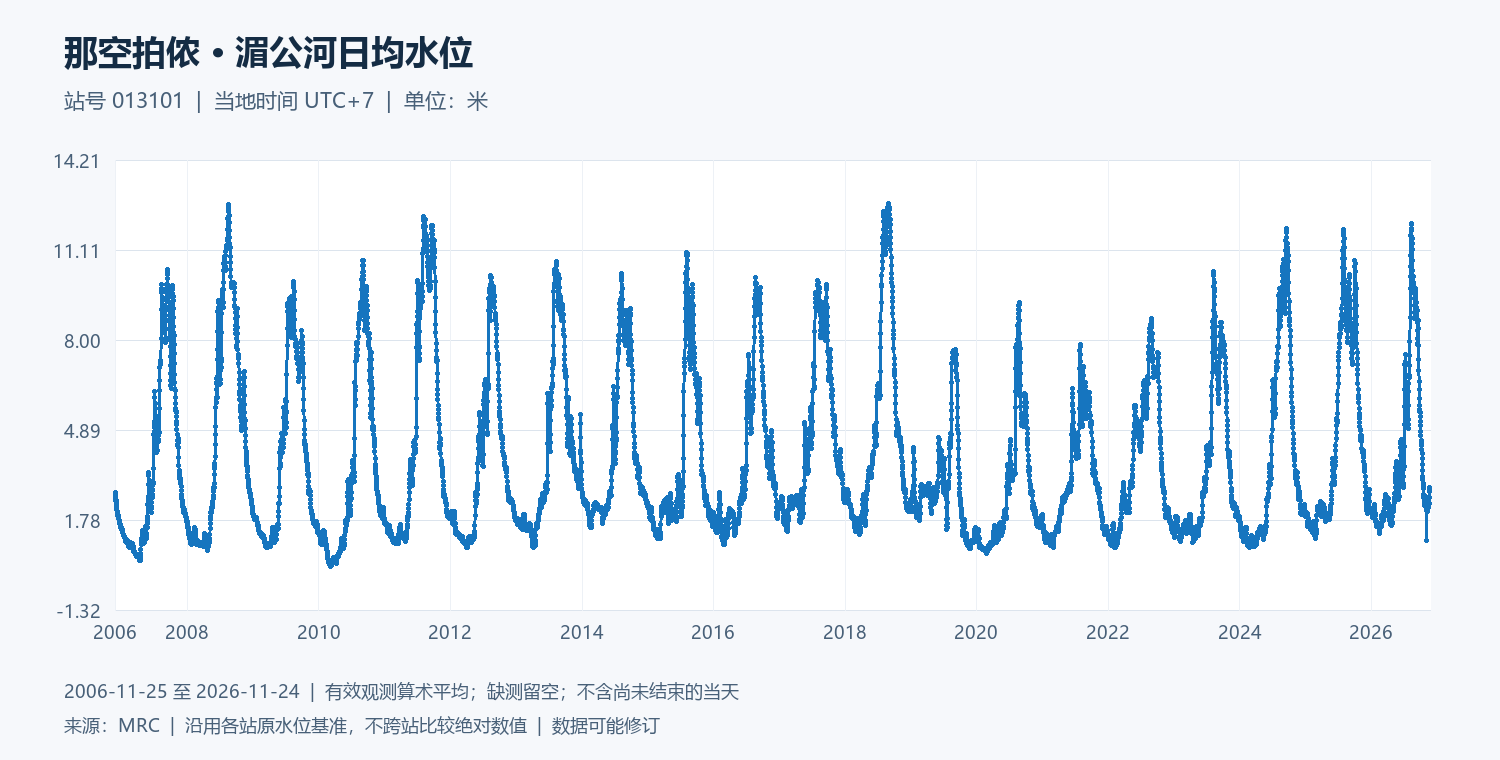 那空拍侬 • 湄公河日均水位
站号 013101 | 当地时间 UTC+7 | 单位：米
14.21
11.11
8.00
4.89
1.78
-1.32
2006 2008 2010 2012 2014 2016 2018 2020 2022 2024 2026
2006-11-25 至 2026-11-24 | 有效观测算术平均；缺测留空；不含尚未结束的当天
来源：MRC | 沿用各站原水位基准，不跨站比较绝对数值 | 数据可能修订